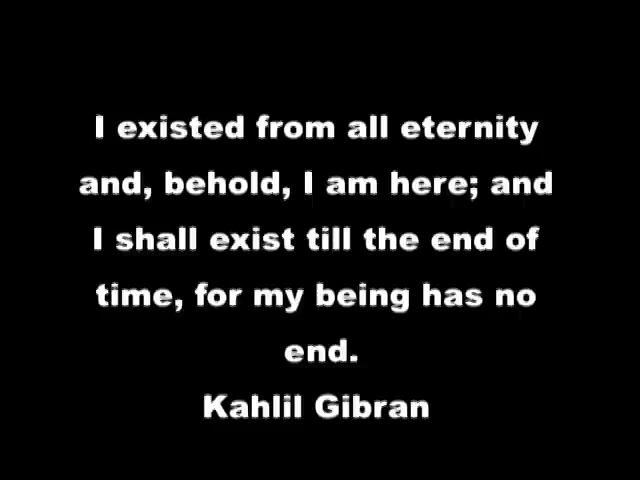 I existed from all eternity
and, behold, I am here; and
I shall exist till the end of
time, for my being has no
end.
Kahlil Gibran